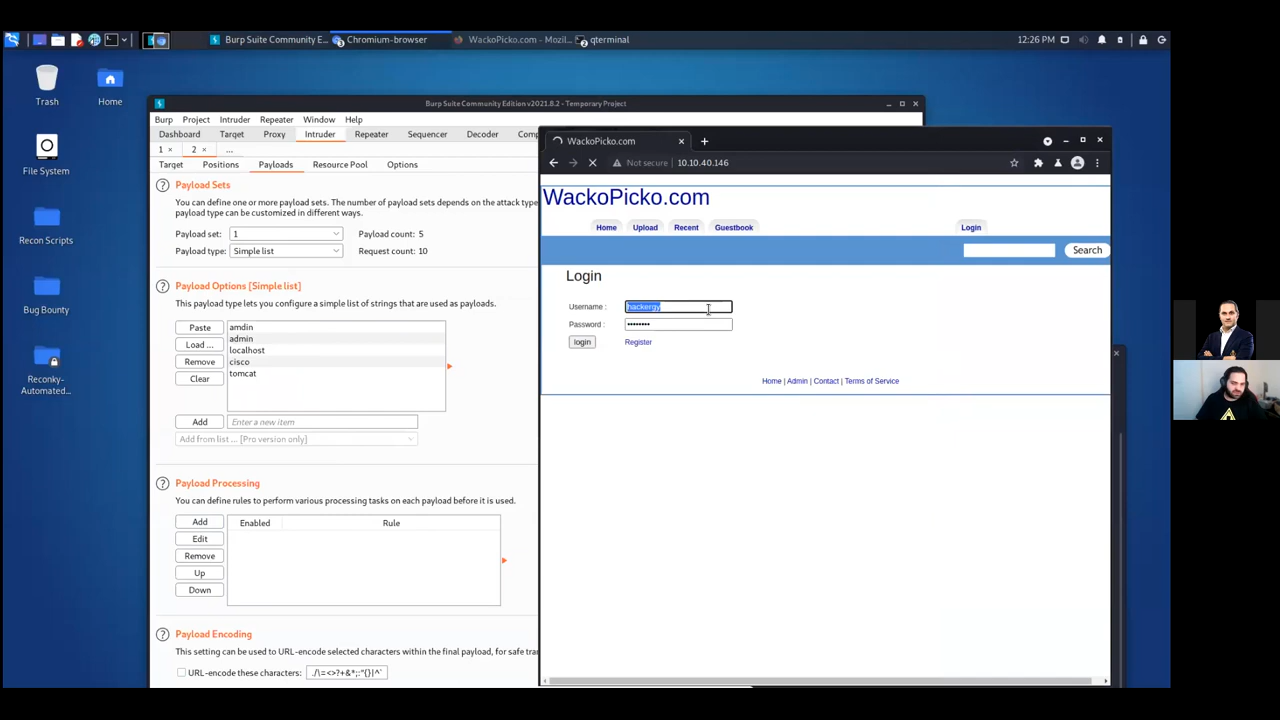 Burp Suite Community E...
Chromium-browser
WackoPicko.com - Mozil...
qterminal
12:26 PM
Trash
Home
File System
Recon Scripts
Bug Bounty
Reconky-
Automated...
Burp Suite Community Edition v2021.8.2 - Temporary Project
Burp Project Intruder Repeater Window Help
Dashboard Target Proxy Intruder Repeater Sequencer Decoder Com
1 × 2 × ...
Target Positions Payloads Resource Pool Options
Payload Sets
You can define one or more payload sets. The number of payload sets depends on the attack type
payload type can be customized in different ways.
Payload set: 1 Payload count: 5
Payload type: Simple list Request count: 10
Payload Options [Simple list]
This payload type lets you configure a simple list of strings that are used as payloads.
Paste
Load ...
Remove
Clear
amdin
admin
localhost
cisco
tomcat
Add Enter a new item
Add from list ... [Pro version only]
Payload Processing
You can define rules to perform various processing tasks on each payload before it is used.
Add
Edit
Remove
Up
Down
Enabled Rule
Payload Encoding
This setting can be used to URL-encode selected characters within the final payload, for safe tran
URL-encode these characters:
WackoPicko.com
Not secure 10.10.40.146
WackoPicko.com
Home Upload Recent Guestbook Login
Search
Login
Username : hackergy
Password : ••••••••
login Register
Home | Admin | Contact | Terms of Service